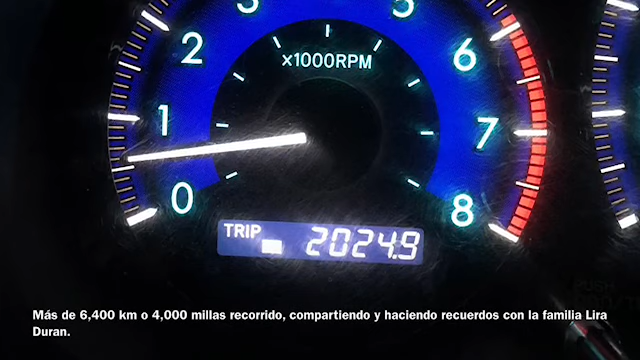 3 5
2 6
×1000RPM
1 7
0 8
TRIP 2024.9
Más de 6,400 km o 4,000 millas recorrido, compartiendo y haciendo recuerdos con la familia Lira
Duran.